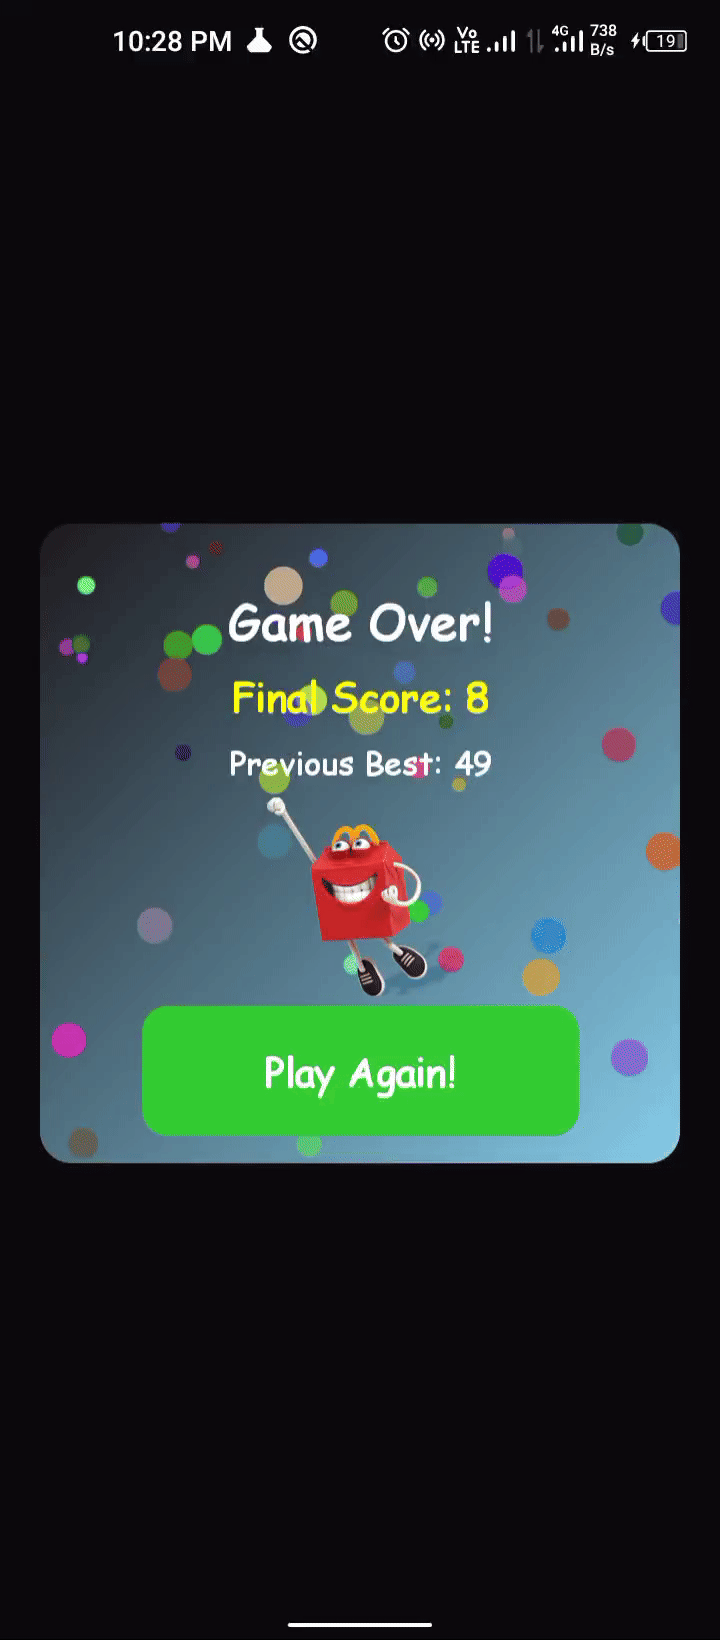 10:28 PM Vo LTE 4G 738 B/s 19
Game Over!
Final Score: 8
Previous Best: 49
Play Again!